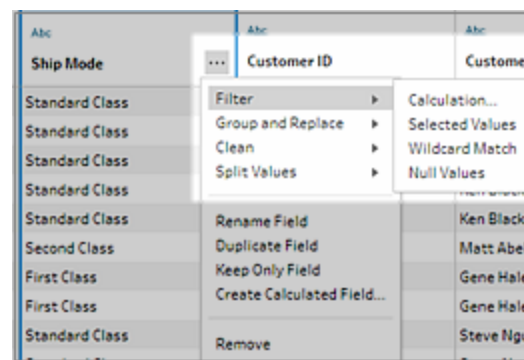 Abc
Abc
Abc
Ship Mode
...
Customer ID
Custome
Standard Class
Standard Class
Standard Class
Standard Class
Standard Class
Second Class
First Class
First Class
Standard Class
Filter
Group and Replace
Clean
Split Values
Rename Field
Duplicate Field
Keep Only Field
Create Calculated Field...
Remove
Calculation...
Selected Values
Wildcard Match
Null Values
Ken Black
Matt Abe
Gene Hale
Gene Hale
Steve Ngu